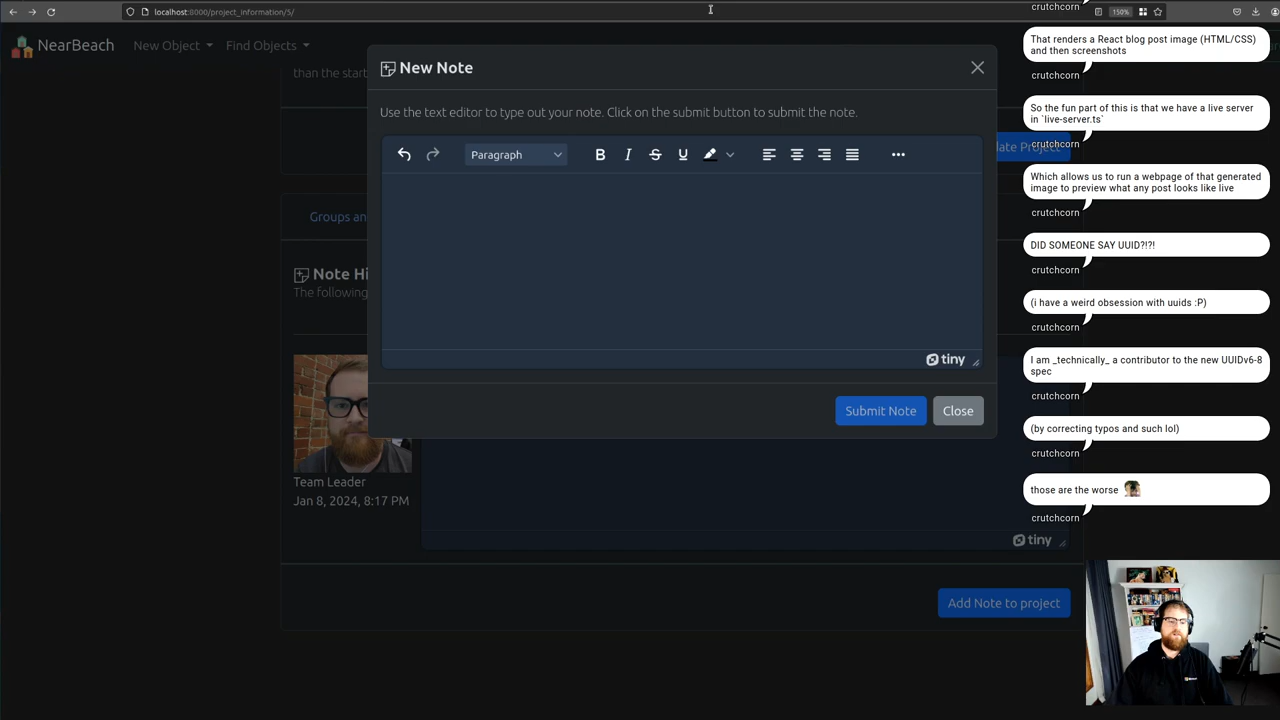 localhost:8000/project_information/5/
150%
NearBeach
New Object
Find Objects
than the start
New Note
Use the text editor to type out your note. Click on the submit button to submit the note.
Paragraph
B
I
S
U
tiny
Submit Note
Close
Groups an
Note Hi
The following
Team Leader
Jan 8, 2024, 8:17 PM
tiny
Add Note to project
late Project
crutchcorn
That renders a React blog post image (HTML/CSS)
and then screenshots
crutchcorn
So the fun part of this is that we have a live server
in `live-server.ts`
crutchcorn
Which allows us to run a webpage of that generated
image to preview what any post looks like live
crutchcorn
DID SOMEONE SAY UUID?!?!
crutchcorn
(i have a weird obsession with uuids :P)
crutchcorn
I am _technically_ a contributor to the new UUIDv6-8
spec
crutchcorn
(by correcting typos and such lol)
crutchcorn
those are the worse
crutchcorn